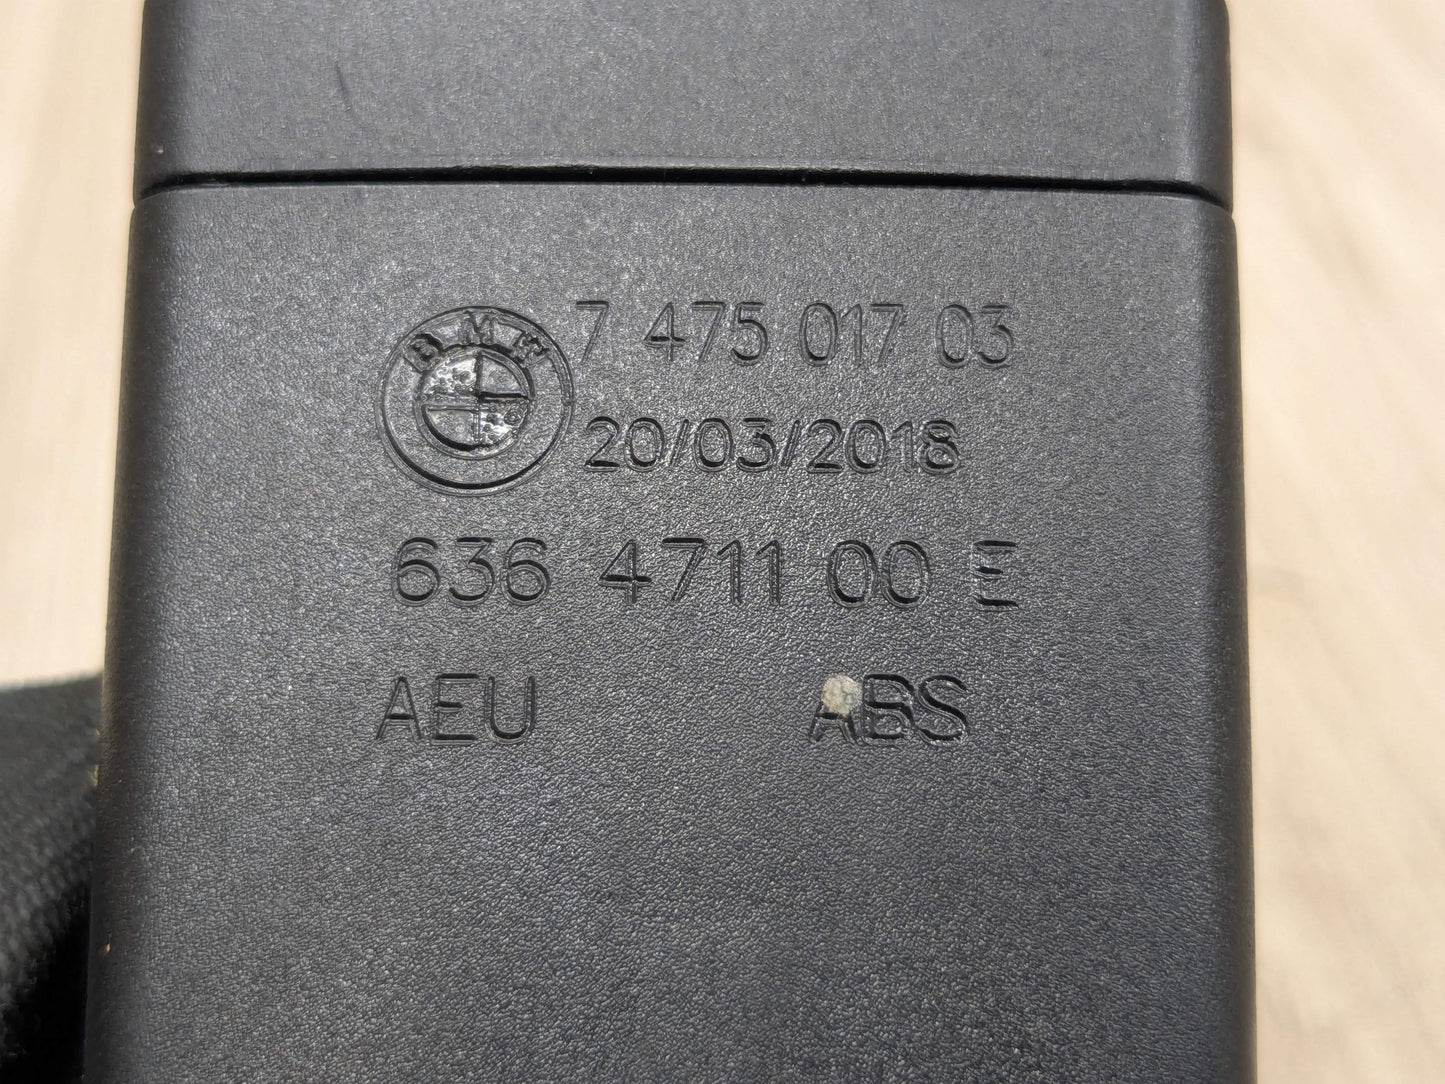 BMW
7 475 017 03
20/03/2018
636 4711 00 E
AEU ABS